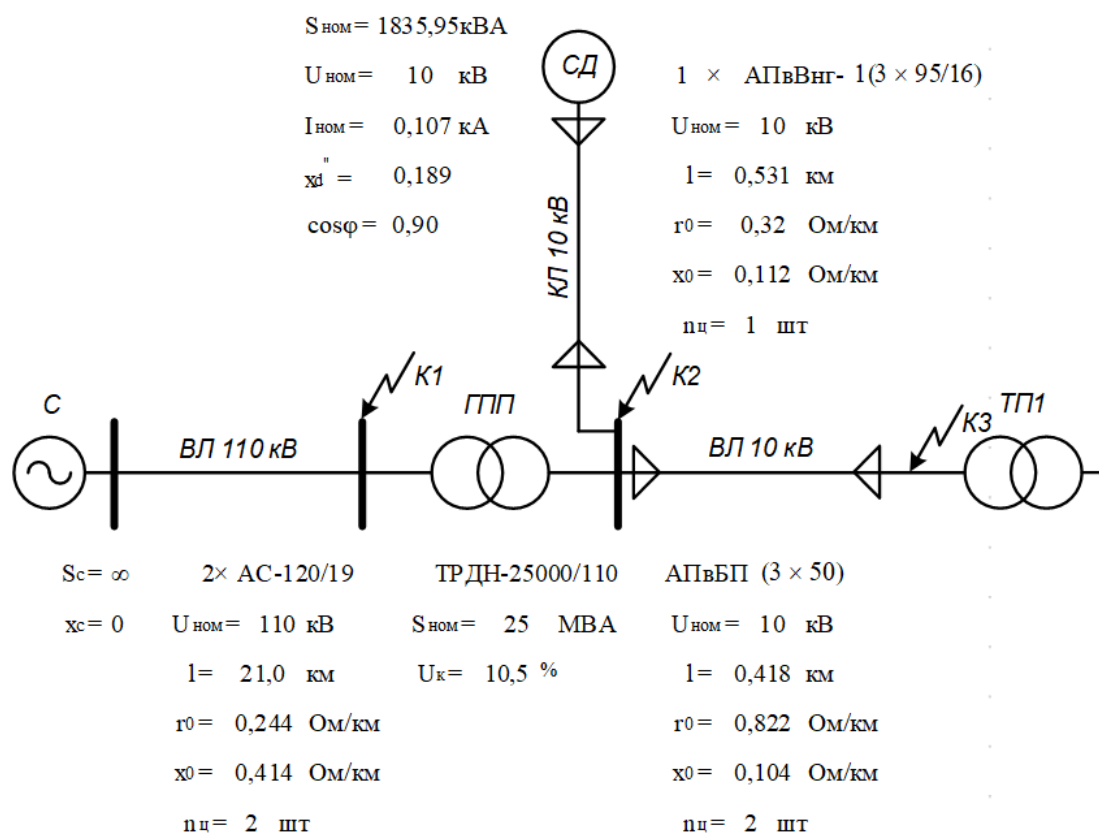 Sном= 1835,95кВА
Uном= 10 кВ
Iном= 0,107 кА
xd"= 0,189
cosφ= 0,90
СД
КЛ 10 кВ
1 × АПвВнг- 1(3 × 95/16)
Uном= 10 кВ
l= 0,531 км
r0= 0,32 Ом/км
x0= 0,112 Ом/км
nц= 1 шт
С
ВЛ 110 кВ
К1
ГПП
К2
ВЛ 10 кВ
К3
ТП1
Sс= ∞
xс= 0
2× АС-120/19
Uном= 110 кВ
l= 21,0 км
r0= 0,244 Ом/км
x0= 0,414 Ом/км
nц= 2 шт
ТРДН-25000/110
Sном= 25 МВА
Uк= 10,5 %
АПвБП (3 × 50)
Uном= 10 кВ
l= 0,418 км
r0= 0,822 Ом/км
x0= 0,104 Ом/км
nц= 2 шт